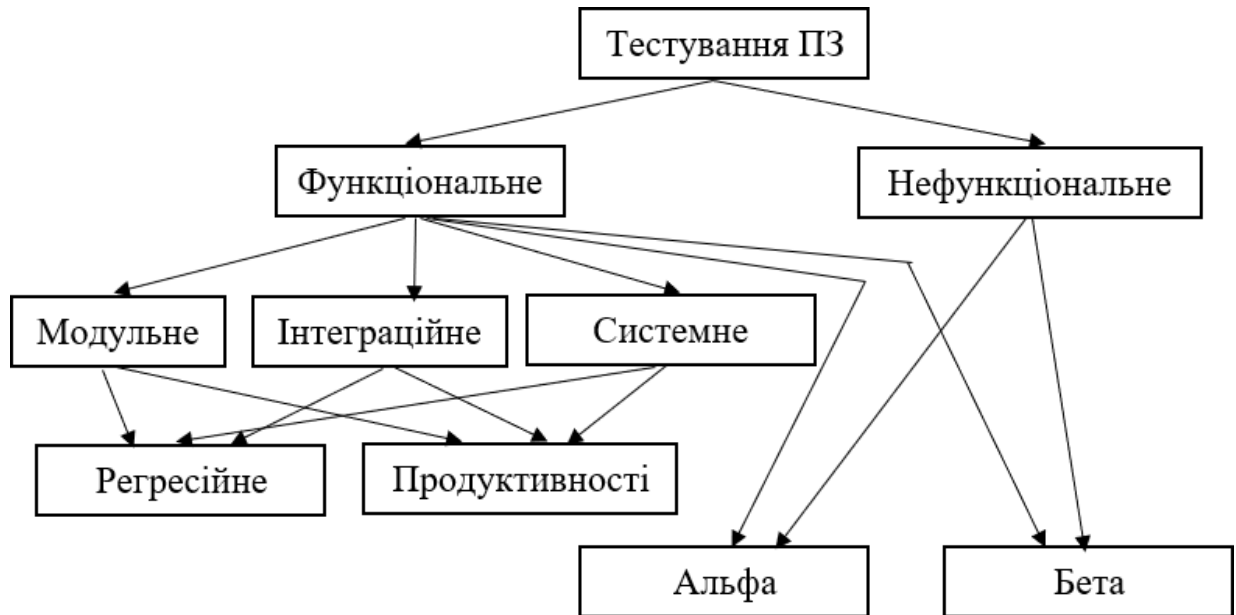 Тестування ПЗ
Функціональне
Нефункціональне
Модульне
Інтеграційне
Системне
Регресійне
Продуктивності
Альфа
Бета